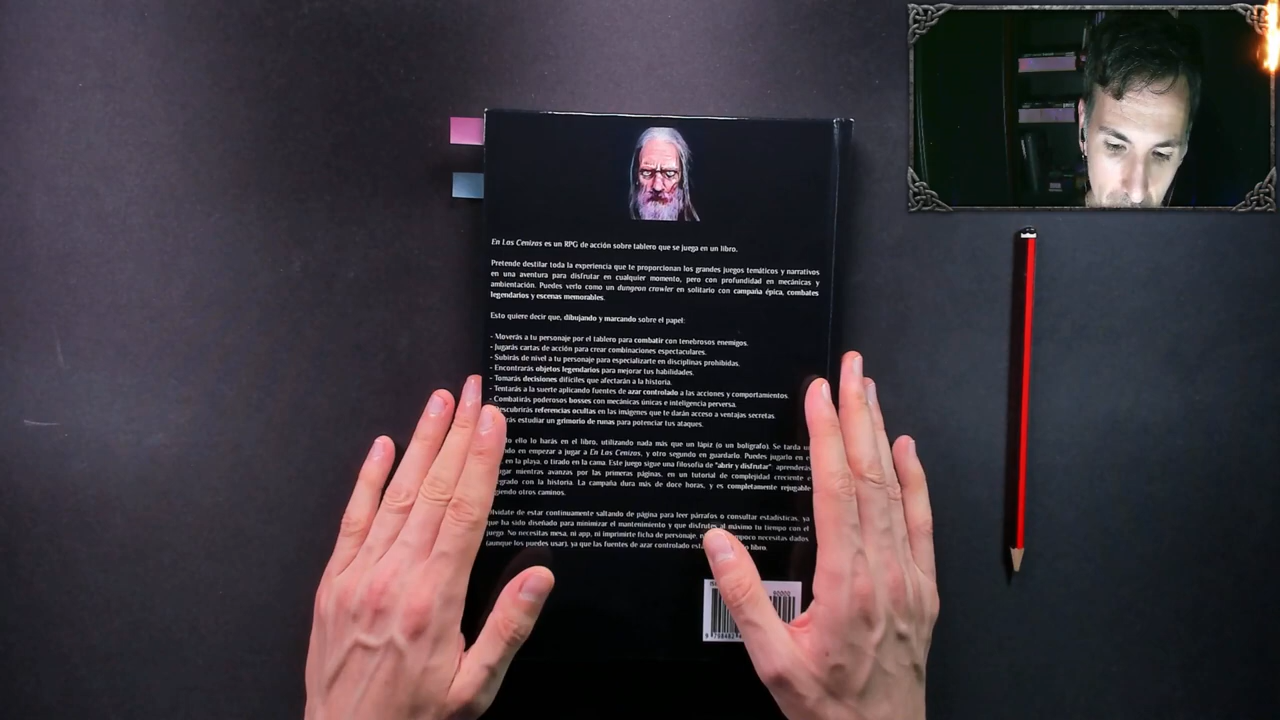 En Las Cenizas es un RPG de acción sobre tablero que se juega en un libro.
Pretende destilar toda la experiencia que te proporcionan los grandes juegos temáticos y narrativos
en una aventura para disfrutar en cualquier momento, pero con profundidad en mecánicas y
ambientación. Puedes verlo como un dungeon crawler en solitario con campaña épica, combates
legendarios y escenas memorables.
Esto quiere decir que, dibujando y marcando sobre el papel:
- Moverás a tu personaje por el tablero para combatir con tenebrosos enemigos.
- Jugarás cartas de acción para crear combinaciones espectaculares.
- Subirás de nivel a tu personaje para especializarte en disciplinas prohibidas.
- Encontrarás objetos legendarios para mejorar tus habilidades.
- Tomarás decisiones difíciles que afectarán a la historia.
- Tentarás a la suerte aplicando fuentes de azar controlado a las acciones y comportamientos.
- Combatirás poderosos bosses con mecánicas únicas e inteligencia perversa.
escubrirás referencias ocultas en las imágenes que te darán acceso a ventajas secretas.
estudiar un grimorio de runas para potenciar tus ataques.
ello lo harás en el libro, utilizando nada más que un lápiz (o un bolígrafo). Se tarda
en empezar a jugar a En Las Cenizas, y otro segundo en guardarlo. Puedes jugarlo en
en la playa, o tirado en la cama. Este juego sigue una filosofía de "abrir y disfrutar": aprenderás
mientras avanzas por las primeras páginas, en un tutorial de complejidad creciente e
con la historia. La campaña dura más de doce horas, y es completamente rejugable
otros caminos.
lvídate de estar continuamente saltando de página para leer párrafos o consultar estadísticas, ya
que ha sido diseñado para minimizar el mantenimiento y que disfrutes al máximo tu tiempo con el
juego. No necesitas mesa, ni app, ni imprimirte ficha de personaje, poco necesitas dados
(aunque los puedes usar), ya que las fuentes de azar controlado libro.
90000